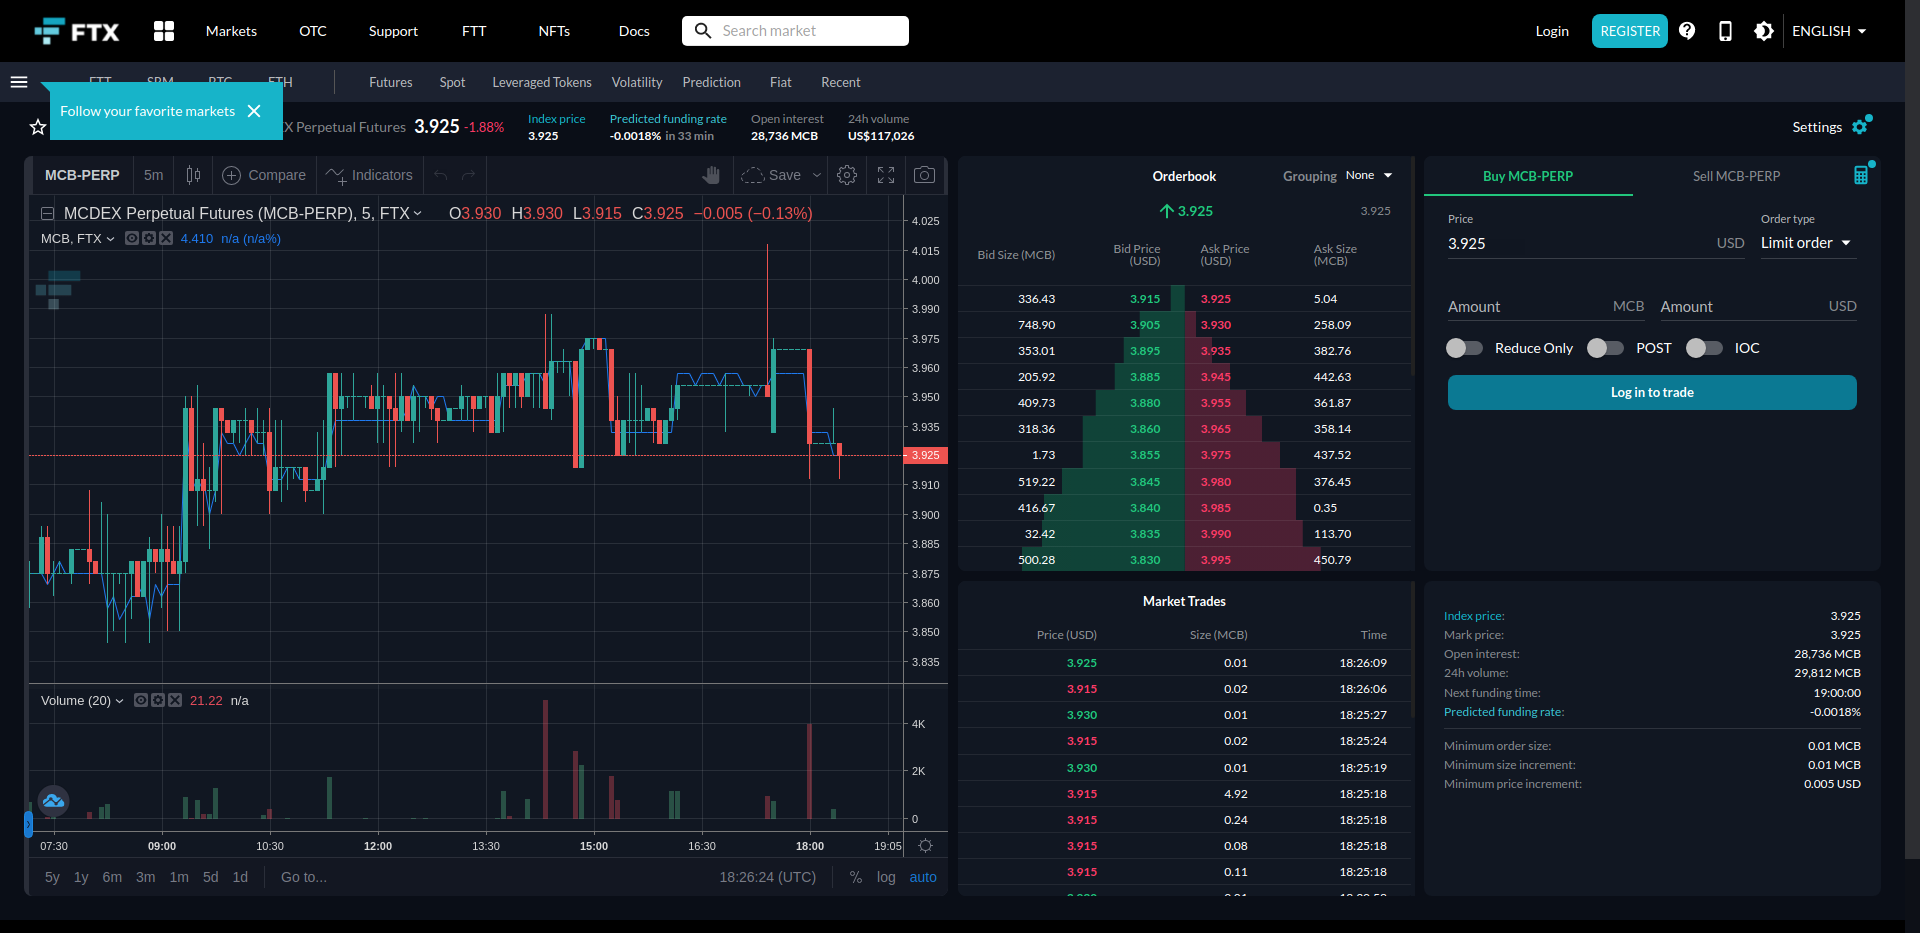 FTX
Markets
OTC
Support
FTT
NFTs
Docs
Search market
Login
REGISTER
ENGLISH
FTT
SRM
BTC
ETH
Futures
Spot
Leveraged Tokens
Volatility
Prediction
Fiat
Recent
Follow your favorite markets
X Perpetual Futures
3.925 -1.88%
Index price
3.925
Predicted funding rate
-0.0018% in 33 min
Open interest
28,736 MCB
24h volume
US$117,026
Settings
MCB-PERP
5m
Compare
Indicators
Save
MCDEX Perpetual Futures (MCB-PERP), 5, FTX
O3.930 H3.930 L3.915 C3.925 −0.005 (−0.13%)
MCB, FTX
4.410 n/a (n/a%)
4.025
4.015
4.000
3.990
3.975
3.960
3.950
3.935
3.925
3.910
3.900
3.885
3.875
3.860
3.850
3.835
Volume (20)
21.22 n/a
4K
2K
0
07:30 09:00 10:30 12:00 13:30 15:00 16:30 18:00 19:05
5y 1y 6m 3m 1m 5d 1d
Go to...
18:26:24 (UTC)
% log auto
Orderbook
Grouping None
3.925
3.925
Bid Size (MCB)
Bid Price (USD)
Ask Price (USD)
Ask Size (MCB)
336.43 3.915 3.925 5.04
748.90 3.905 3.930 258.09
353.01 3.895 3.935 382.76
205.92 3.885 3.945 442.63
409.73 3.880 3.955 361.87
318.36 3.860 3.965 358.14
1.73 3.855 3.975 437.52
519.22 3.845 3.980 376.45
416.67 3.840 3.985 0.35
32.42 3.835 3.990 113.70
500.28 3.830 3.995 450.79
Market Trades
Price (USD) Size (MCB) Time
3.925 0.01 18:26:09
3.915 0.02 18:26:06
3.930 0.01 18:25:27
3.915 0.02 18:25:24
3.930 0.01 18:25:19
3.915 4.92 18:25:18
3.915 0.24 18:25:18
3.915 0.08 18:25:18
3.915 0.11 18:25:18
Buy MCB-PERP
Sell MCB-PERP
Price
3.925 USD
Order type
Limit order
Amount MCB
Amount USD
Reduce Only
POST
IOC
Log in to trade
Index price: 3.925
Mark price: 3.925
Open interest: 28,736 MCB
24h volume: 29,812 MCB
Next funding time: 19:00:00
Predicted funding rate: -0.0018%
Minimum order size: 0.01 MCB
Minimum size increment: 0.01 MCB
Minimum price increment: 0.005 USD